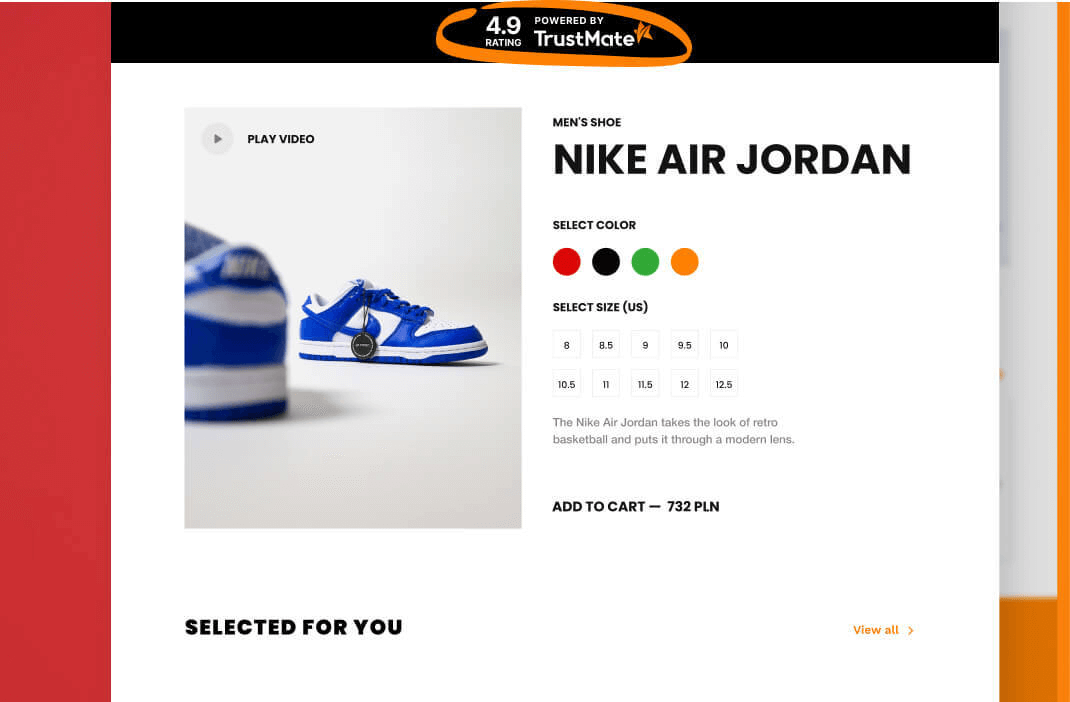 4.9
RATING
POWERED BY
TrustMate
PLAY VIDEO
MEN'S SHOE
NIKE AIR JORDAN
SELECT COLOR
SELECT SIZE (US)
8 8.5 9 9.5 10
10.5 11 11.5 12 12.5
The Nike Air Jordan takes the look of retro
basketball and puts it through a modern lens.
ADD TO CART — 732 PLN
SELECTED FOR YOU
View all